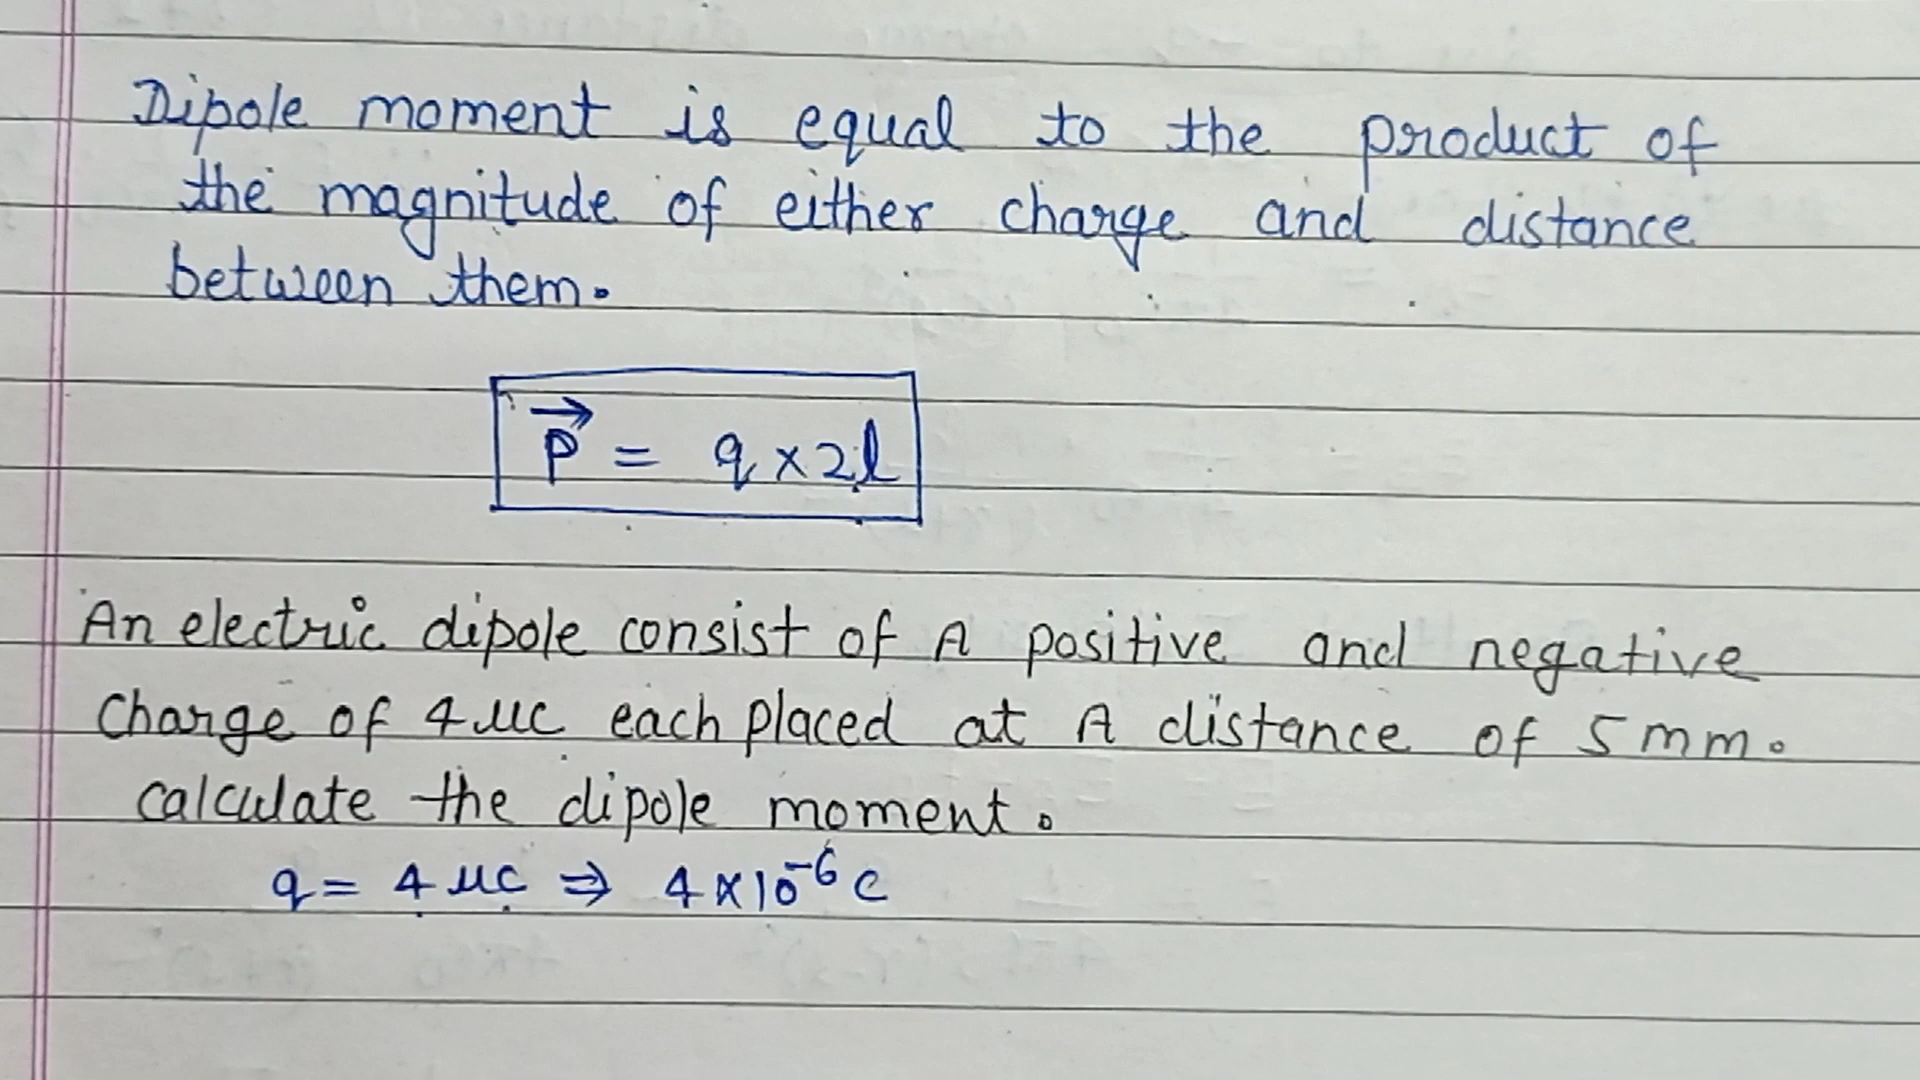 Dipole moment is equal to the product of
the magnitude of either charge and distance
between them.
P⃗ = q×2l
An electric dipole consist of A positive and negative
charge of 4 μc each placed at A distance of 5 mm.
calculate the dipole moment.
q = 4 μc ⇒ 4×10⁻⁶ c